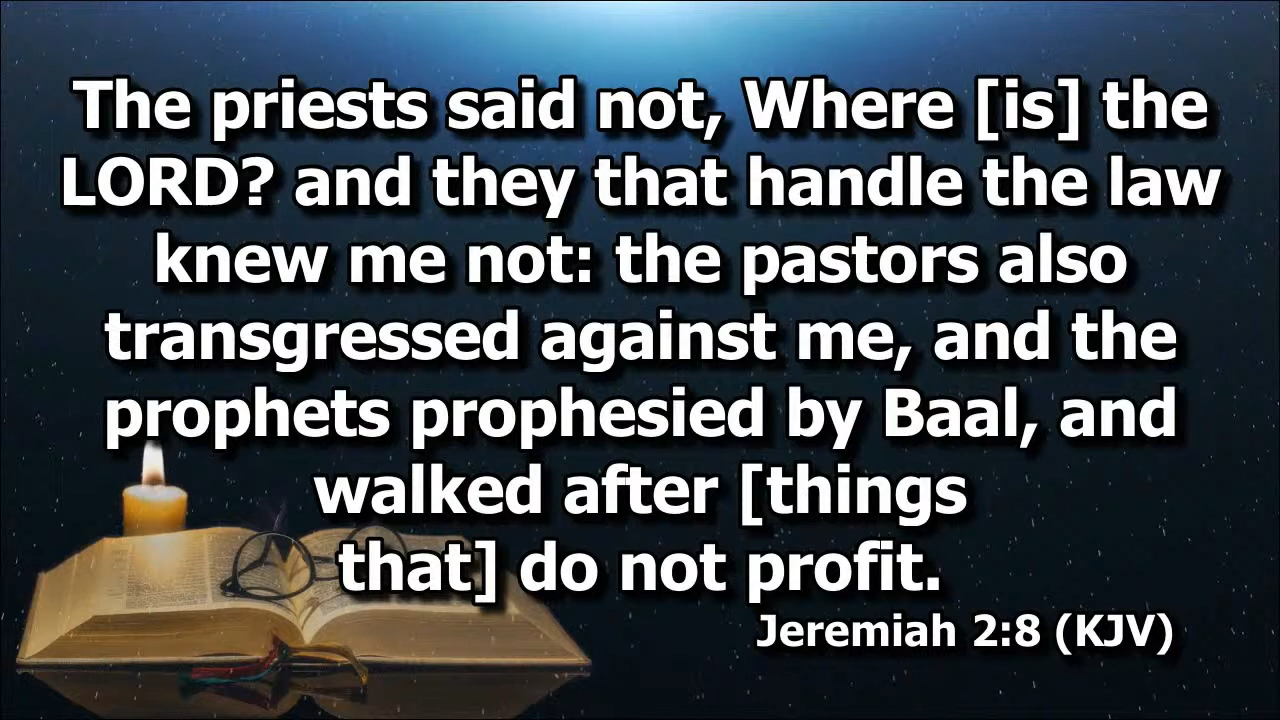 The priests said not, Where [is] the
LORD? and they that handle the law
knew me not: the pastors also
transgressed against me, and the
prophets prophesied by Baal, and
walked after [things
that] do not profit.
Jeremiah 2:8 (KJV)